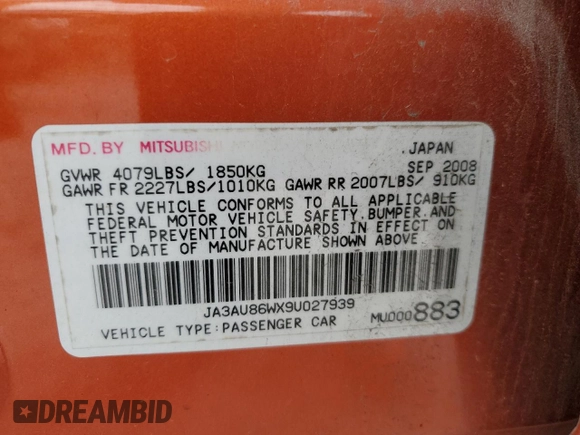 MFD. BY MITSUBISHI .JAPAN
GVWR 4079LBS/ 1850KG SEP 2008
GAWR FR 2227LBS/1010KG GAWR RR 2007LBS/ 910KG
THIS VEHICLE CONFORMS TO ALL APPLICABLE
FEDERAL MOTOR VEHICLE SAFETY,BUMPER,AND
THEFT PREVENTION STANDARDS IN EFFECT ON
THE DATE OF MANUFACTURE SHOWN ABOVE
JA3AU86WX9U027939
VEHICLE TYPE:PASSENGER CAR MUD00883
DREAMBID